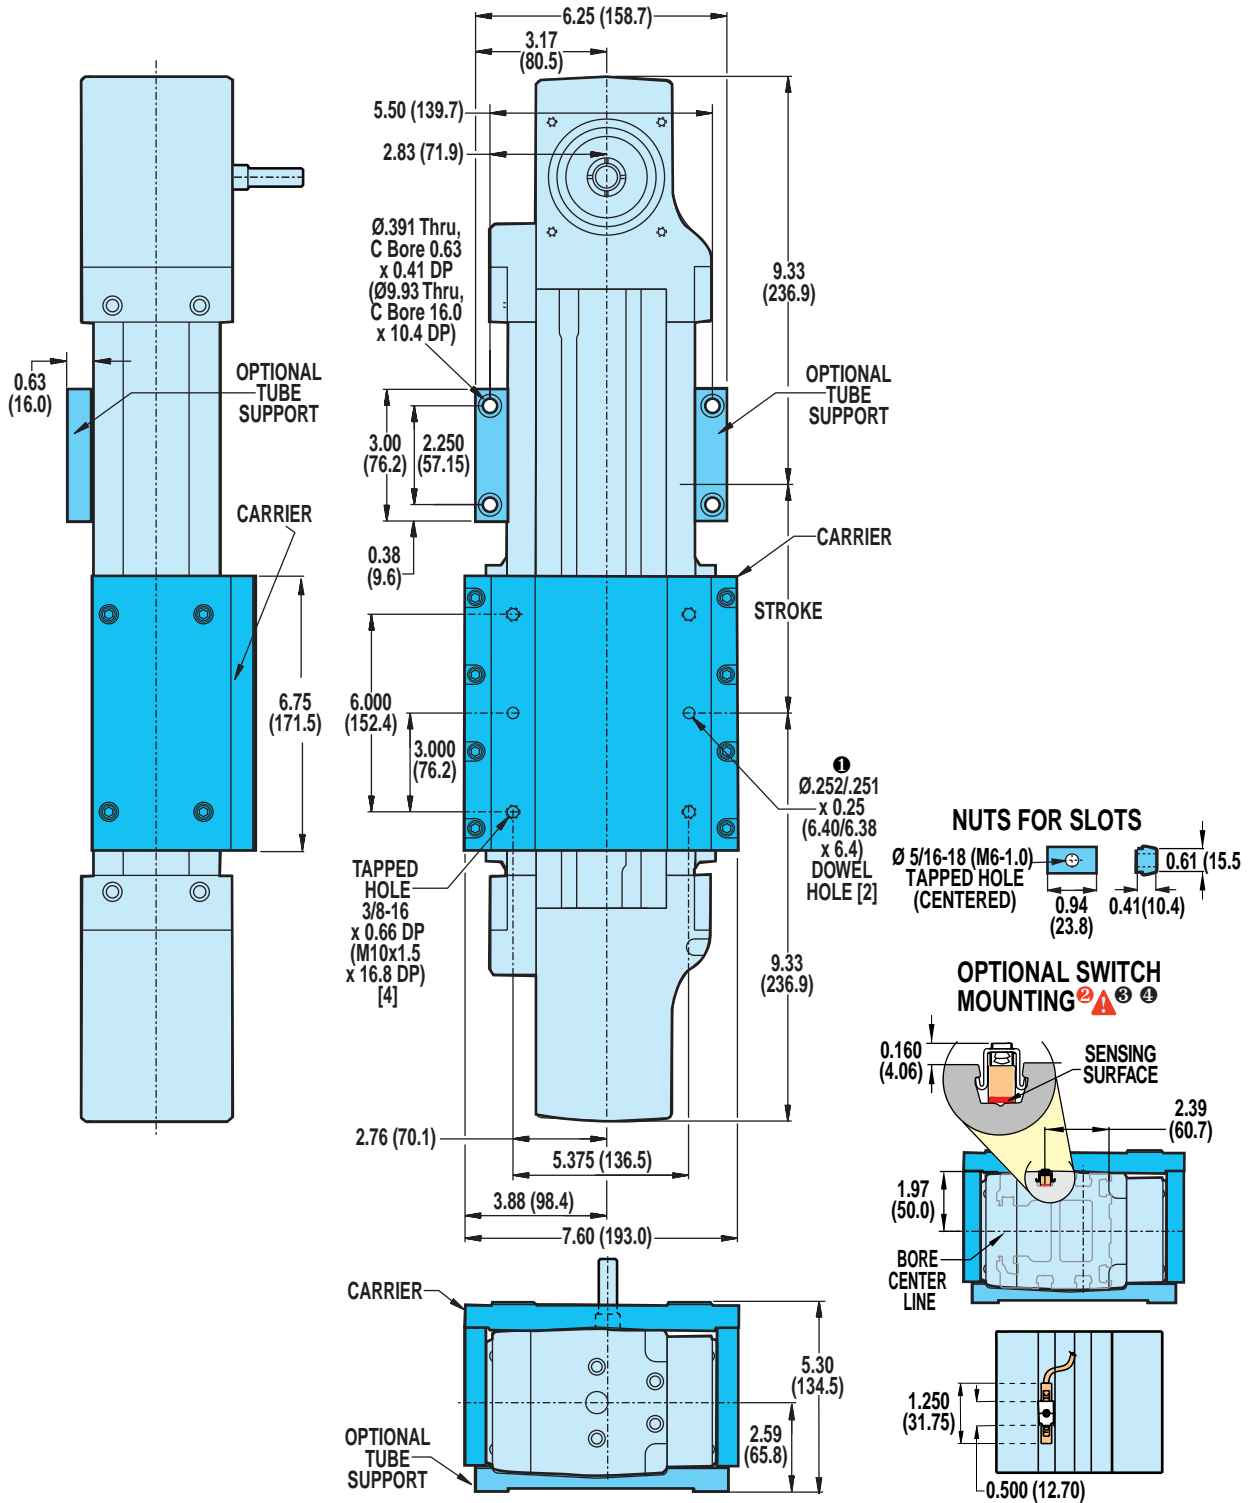 6.25 (158.7)
3.17
(80.5)
5.50 (139.7)
2.83 (71.9)
Ø.391 Thru,
C Bore 0.63
x 0.41 DP
(Ø9.93 Thru,
C Bore 16.0
x 10.4 DP)
9.33
(236.9)
0.63
(16.0)
OPTIONAL
TUBE
SUPPORT
OPTIONAL
TUBE
SUPPORT
3.00
(76.2)
2.250
(57.15)
CARRIER
0.38
(9.6)
CARRIER
STROKE
6.75
(171.5)
6.000
(152.4)
3.000
(76.2)
❶
Ø.252/.251
x 0.25
(6.40/6.38
x 6.4)
DOWEL
HOLE [2]
TAPPED
HOLE
3/8-16
x 0.66 DP
(M10x1.5
x 16.8 DP)
[4]
9.33
(236.9)
NUTS FOR SLOTS
Ø 5/16-18 (M6-1.0)
TAPPED HOLE
(CENTERED)
0.61 (15.5
0.94
(23.8)
0.41(10.4)
OPTIONAL SWITCH
MOUNTING❷ ! ❸ ❹
0.160
(4.06)
SENSING
SURFACE
2.39
(60.7)
1.97
(50.0)
BORE
CENTER
LINE
2.76 (70.1)
5.375 (136.5)
3.88 (98.4)
7.60 (193.0)
CARRIER
5.30
(134.5)
2.59
(65.8)
OPTIONAL
TUBE
SUPPORT
1.250
(31.75)
0.500 (12.70)